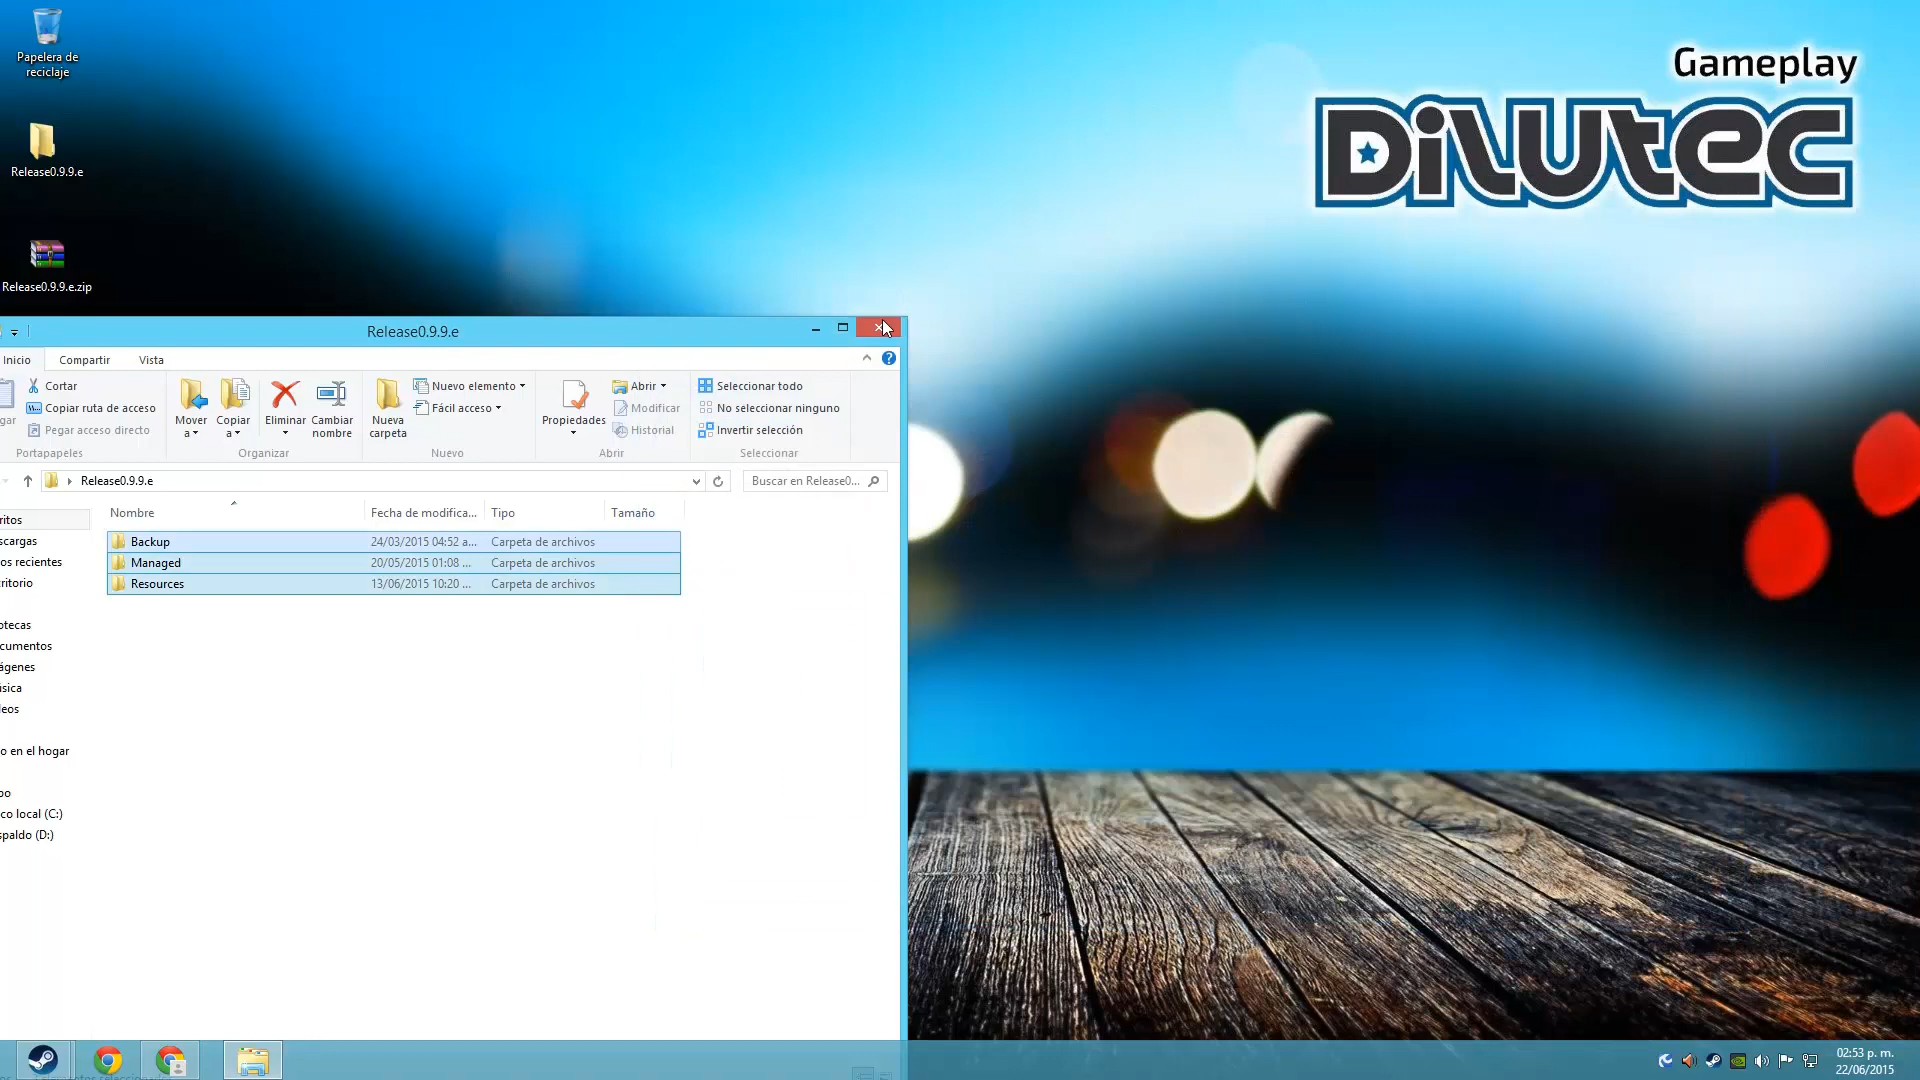 Papelera de
reciclaje
Gameplay
Dilutec
Release0.9.9.e
Release0.9.9.e.zip
Release0.9.9.e
Inicio
Compartir
Vista
Cortar
Copiar ruta de acceso
Pegar acceso directo
gar
Portapapeles
Mover
a
Copiar
a
Eliminar
Cambiar
nombre
Organizar
Nueva
carpeta
Nuevo elemento
Fácil acceso
Nuevo
Propiedades
Abrir
Modificar
Historial
Abrir
Seleccionar todo
No seleccionar ninguno
Invertir selección
Seleccionar
Release0.9.9.e
Buscar en Release0...
Nombre
Fecha de modifica...
Tipo
Tamaño
Backup
24/03/2015 04:52 a...
Carpeta de archivos
Managed
20/05/2015 01:08 ...
Carpeta de archivos
Resources
13/06/2015 10:20 ...
Carpeta de archivos
ritos
scargas
os recientes
ritorio
otecas
cumentos
ágenes
úsica
leos
o en el hogar
po
co local (C:)
spaldo (D:)
02:53 p. m.
22/06/2015